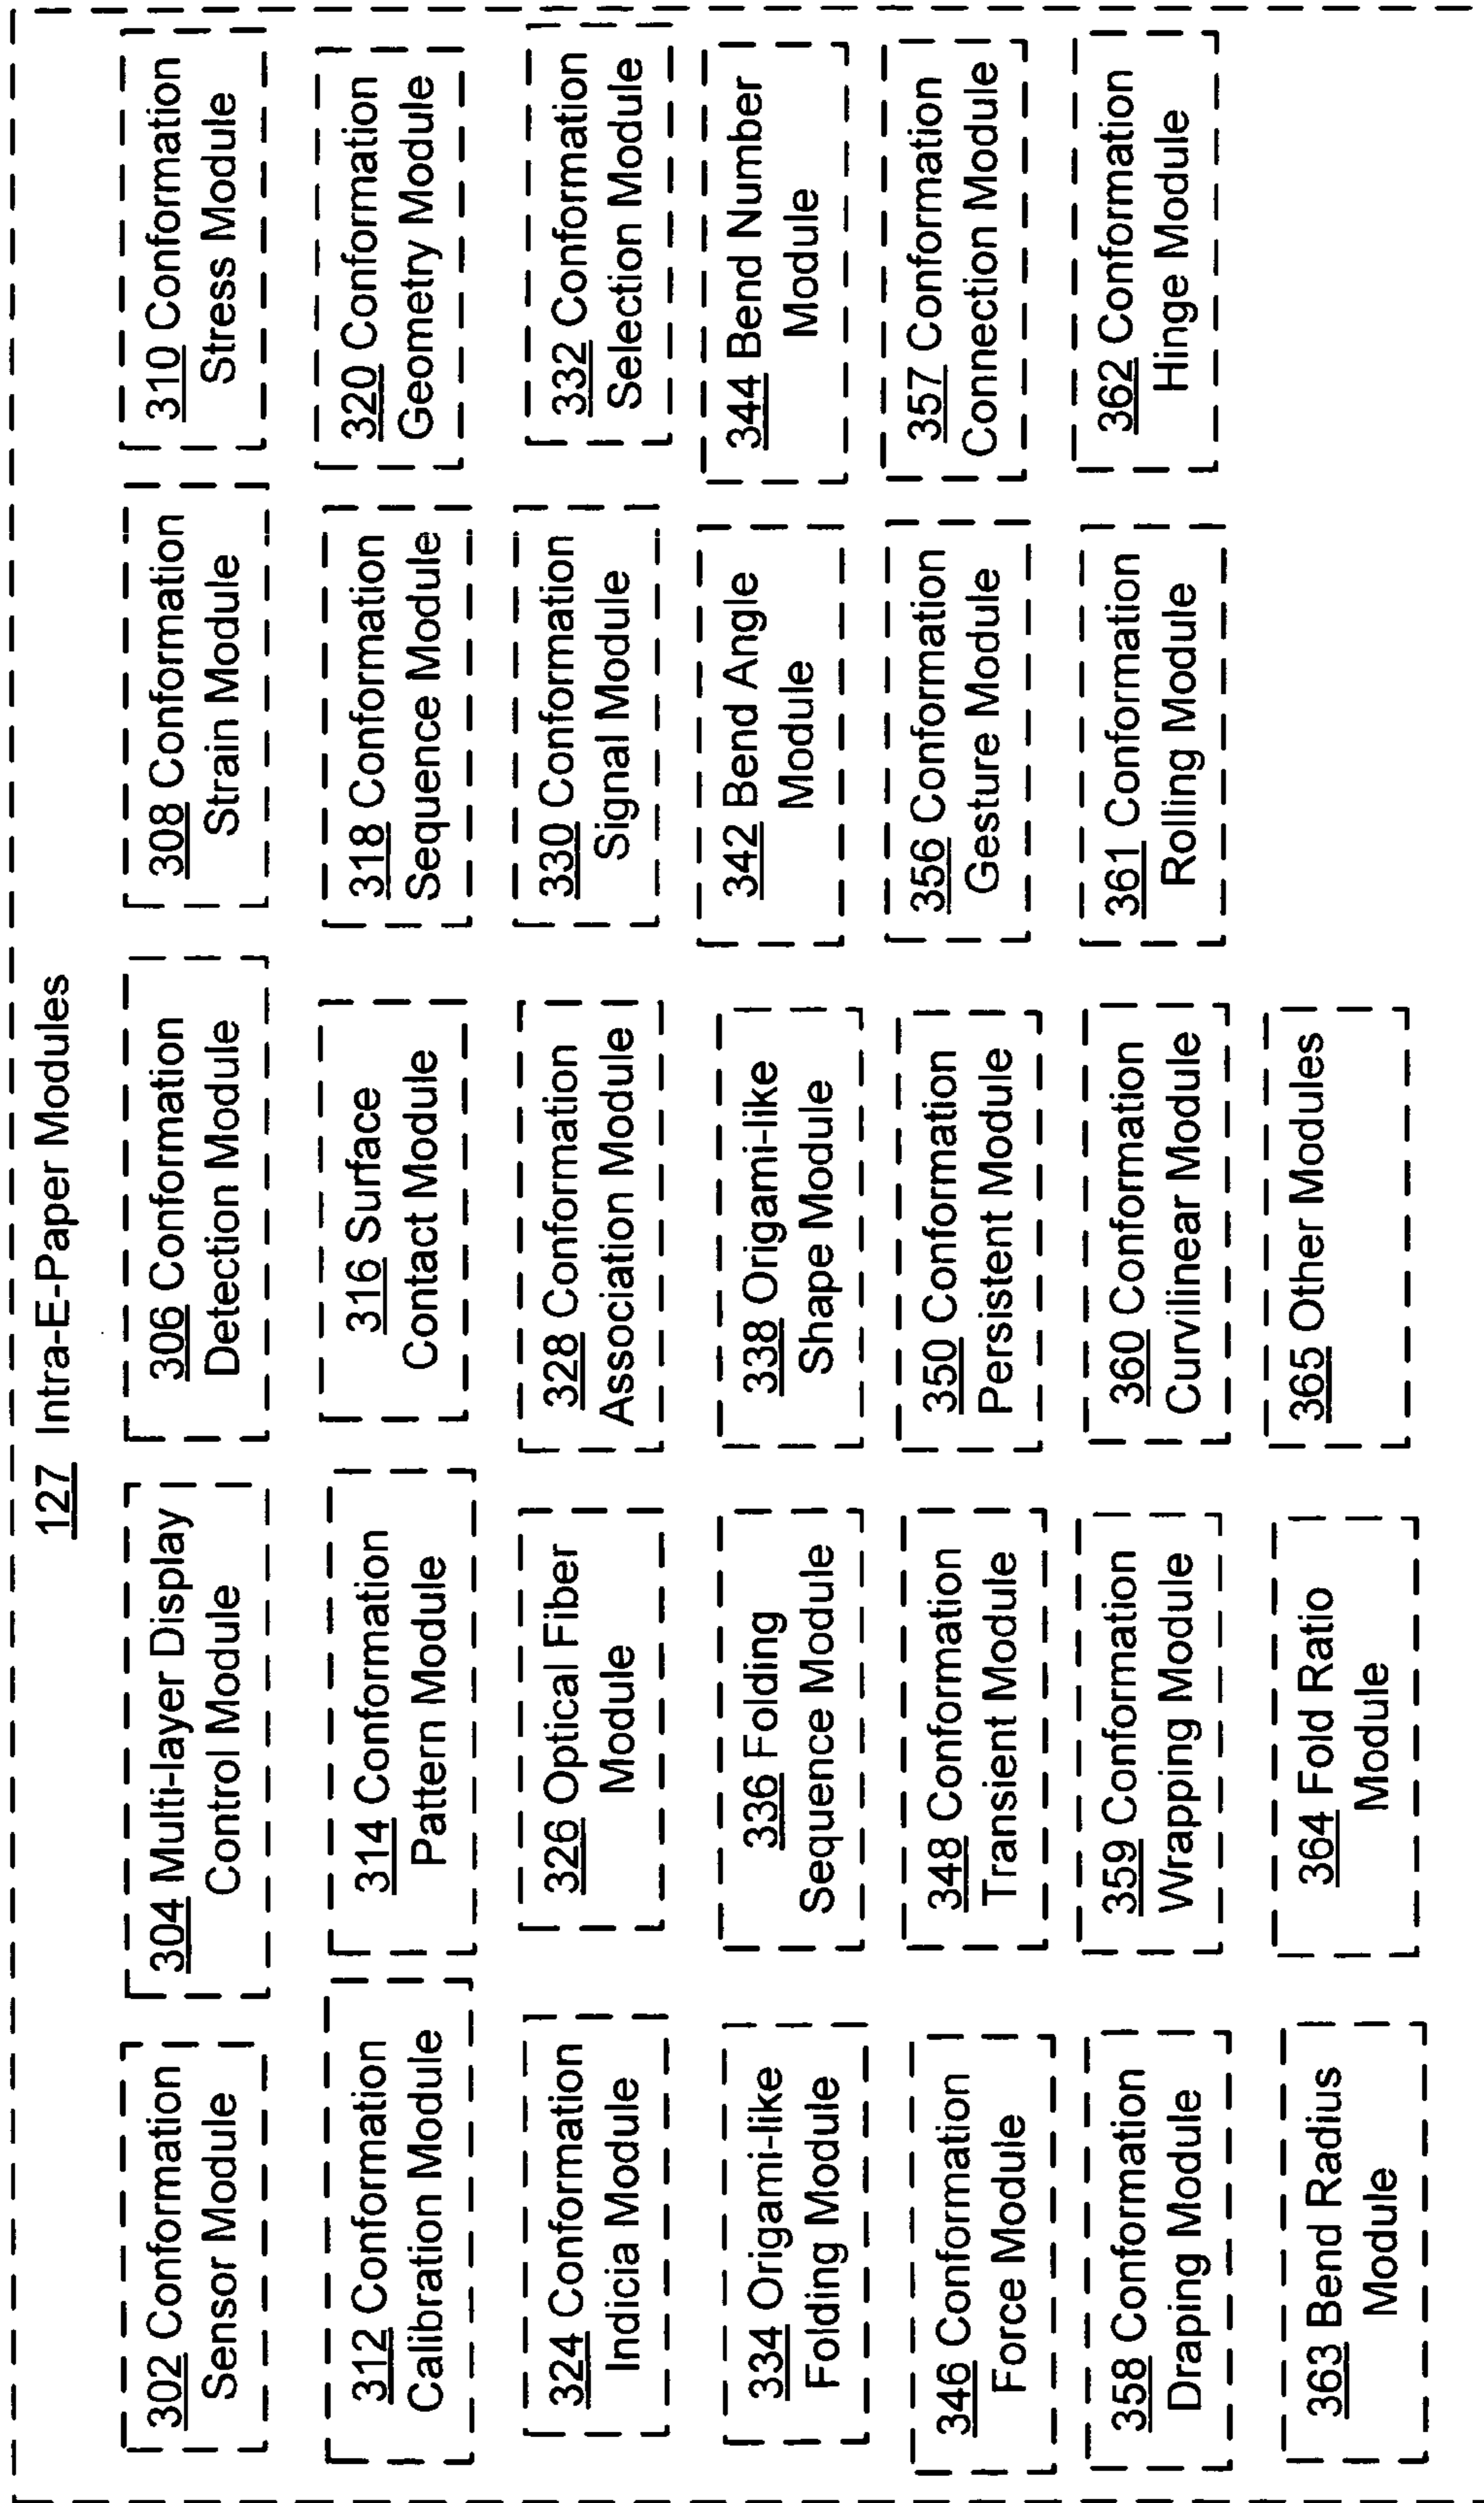 127 Intra-E-Paper Modules
302 Conformation
Sensor Module
304 Multi-layer Display
Control Module
306 Conformation
Detection Module
308 Conformation
Strain Module
310 Conformation
Stress Module
312 Conformation
Calibration Module
314 Conformation
Pattern Module
316 Surface
Contact Module
318 Conformation
Sequence Module
320 Conformation
Geometry Module
324 Conformation
Indicia Module
326 Optical Fiber
Module
328 Conformation
Association Module
330 Conformation
Signal Module
332 Conformation
Selection Module
334 Origami-like
Folding Module
336 Folding
Sequence Module
338 Origami-like
Shape Module
342 Bend Angle
Module
344 Bend Number
Module
346 Conformation
Force Module
348 Conformation
Transient Module
350 Conformation
Persistent Module
356 Conformation
Gesture Module
357 Conformation
Connection Module
358 Conformation
Draping Module
359 Conformation
Wrapping Module
360 Conformation
Curvilinear Module
361 Conformation
Rolling Module
362 Conformation
Hinge Module
363 Bend Radius
Module
364 Fold Ratio
Module
365 Other Modules